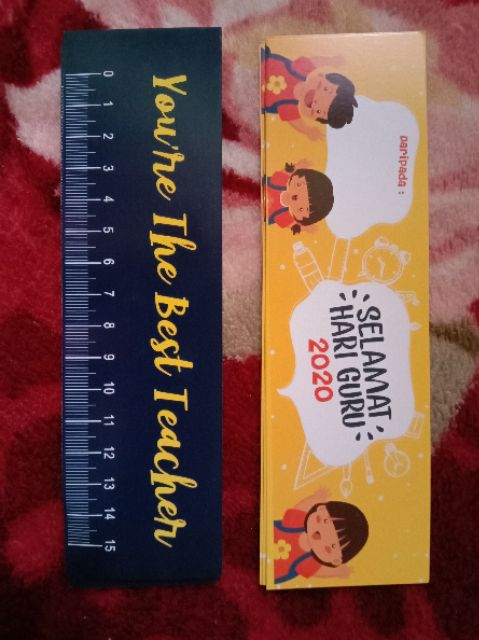 You're The Best Teacher
0 1 2 3 4 5 6 7 8 9 10 11 12 13 14 15
Daripada :
SELAMAT
HARI GURU
2020